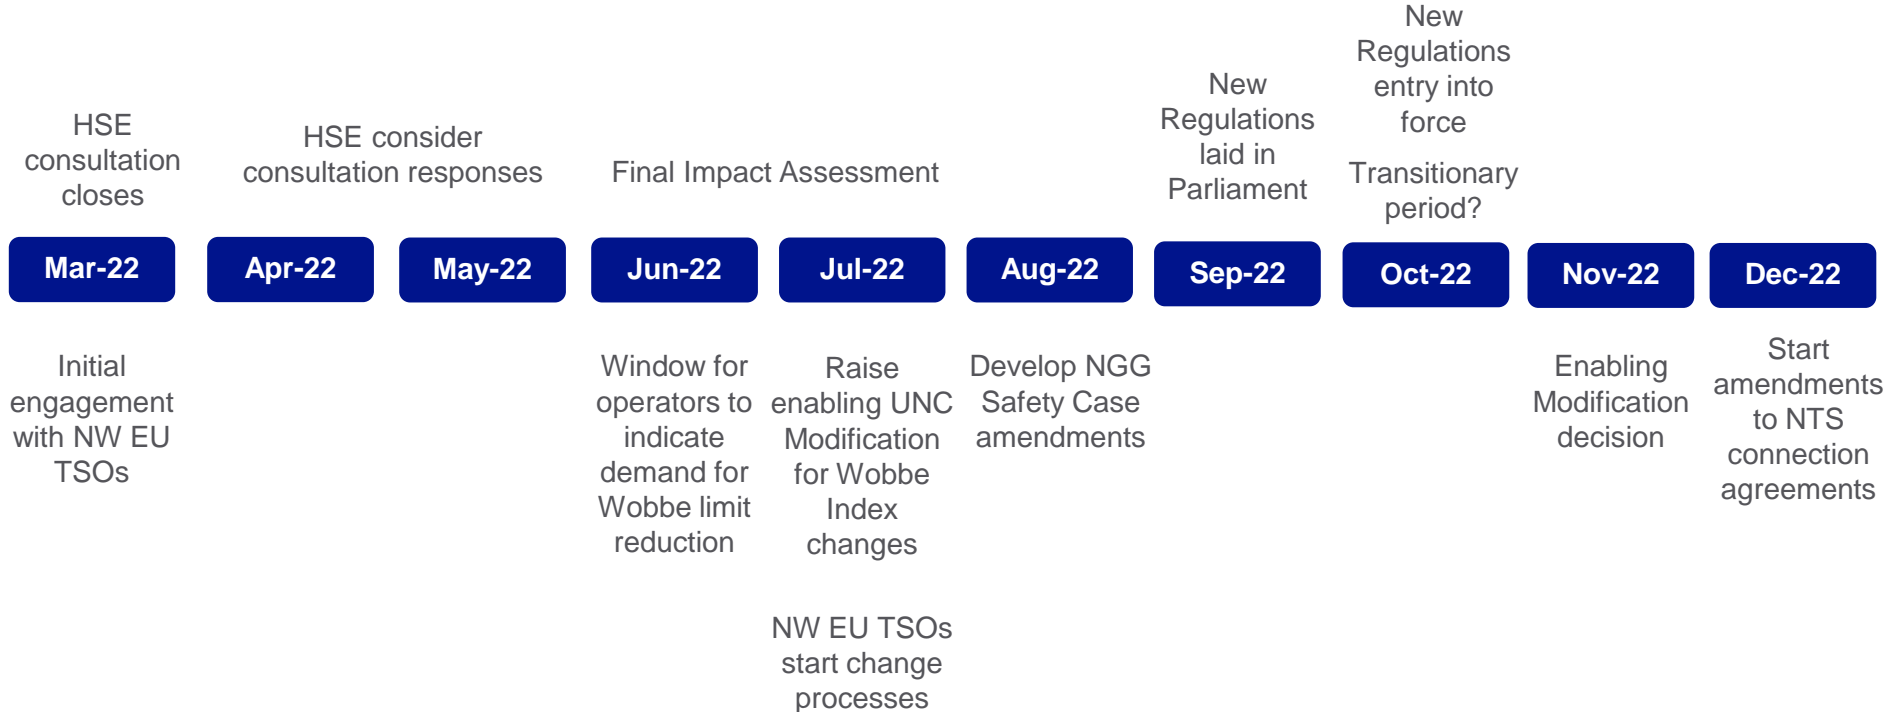 HSE
consultation
closes
HSE consider
consultation responses
Final Impact Assessment
New
Regulations
laid in
Parliament
New
Regulations
entry into
force
Transitionary
period?
Mar-22
Apr-22
May-22
Jun-22
Jul-22
Aug-22
Sep-22
Oct-22
Nov-22
Dec-22
Initial
engagement
with NW EU
TSOs
Window for
operators to
indicate
demand for
Wobbe limit
reduction
Raise
enabling UNC
Modification
for Wobbe
Index
changes
NW EU TSOs
start change
processes
Develop NGG
Safety Case
amendments
Enabling
Modification
decision
Start
amendments
to NTS
connection
agreements